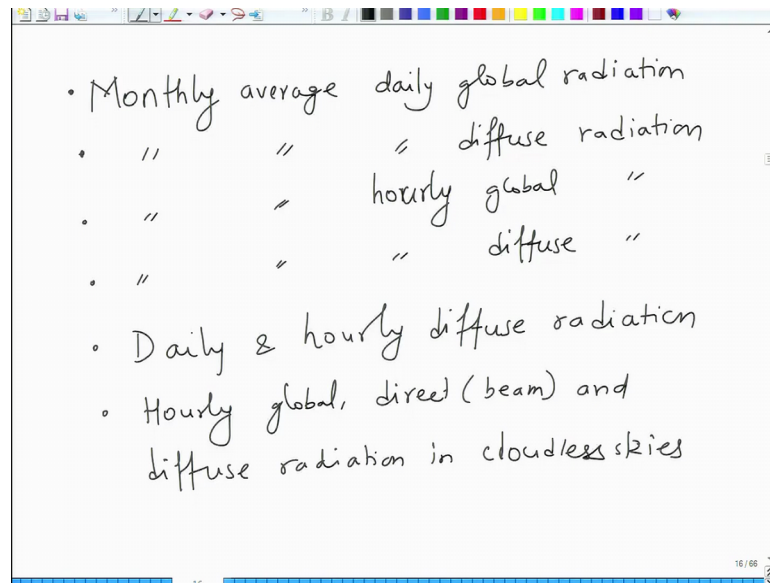 • Monthly average daily global radiation
• " " " diffuse radiation
• " " hourly global "
• " " " diffuse "
• Daily & hourly diffuse radiation
• Hourly global, direct (beam) and
diffuse radiation in cloudless skies
16 / 66